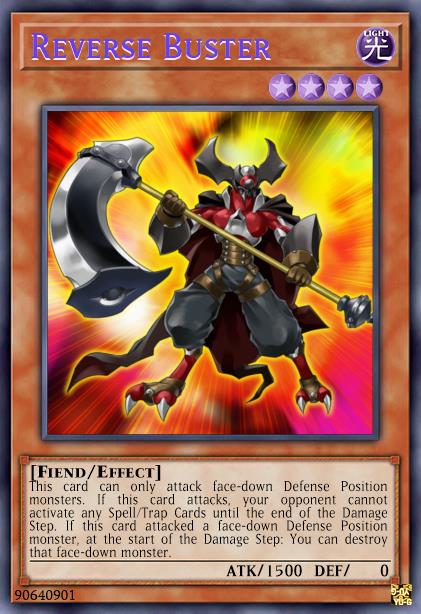 REVERSE BUSTER
LIGHT
光
[FIEND/EFFECT]
This card can only attack face-down Defense Position
monsters. If this card attacks, your opponent cannot
activate any Spell/Trap Cards until the end of the Damage
Step. If this card attacked a face-down Defense Position
monster, at the start of the Damage Step: You can destroy
that face-down monster.
ATK/1500 DEF/ 0
90640901